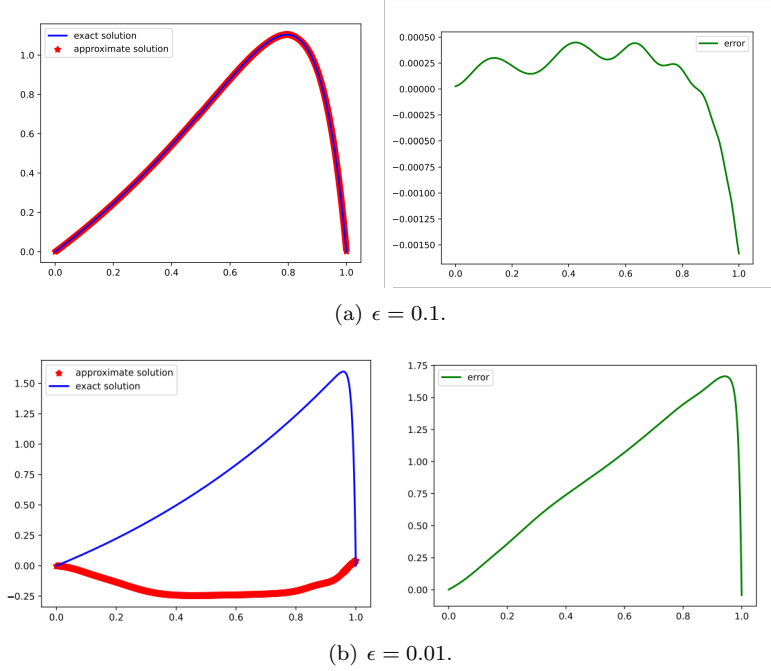 exact solution
approximate solution
1.0
0.8
0.6
0.4
0.2
0.0
0.0 0.2 0.4 0.6 0.8 1.0
error
0.00050
0.00025
0.00000
−0.00025
−0.00050
−0.00075
−0.00100
−0.00125
−0.00150
0.0 0.2 0.4 0.6 0.8 1.0
(a) ϵ = 0.1.
approximate solution
exact solution
1.50
1.25
1.00
0.75
0.50
0.25
0.00
−0.25
0.0 0.2 0.4 0.6 0.8 1.0
error
1.75
1.50
1.25
1.00
0.75
0.50
0.25
0.00
0.0 0.2 0.4 0.6 0.8 1.0
(b) ϵ = 0.01.